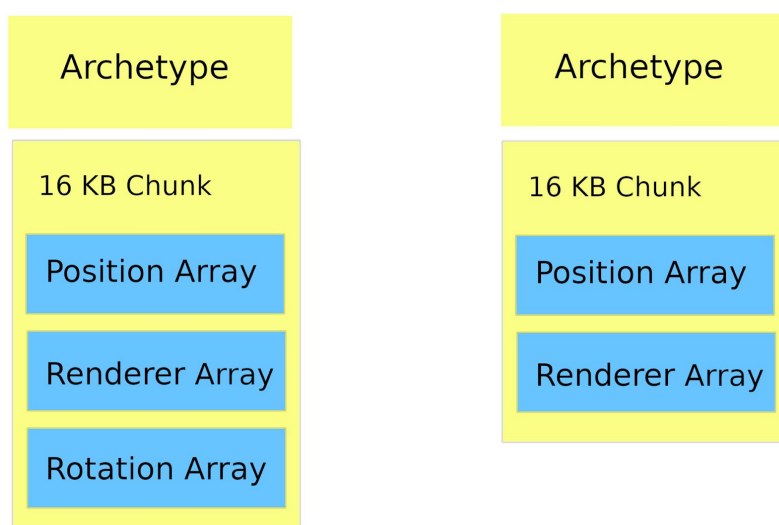 Archetype
16 KB Chunk
Position Array
Renderer Array
Rotation Array
Archetype
16 KB Chunk
Position Array
Renderer Array